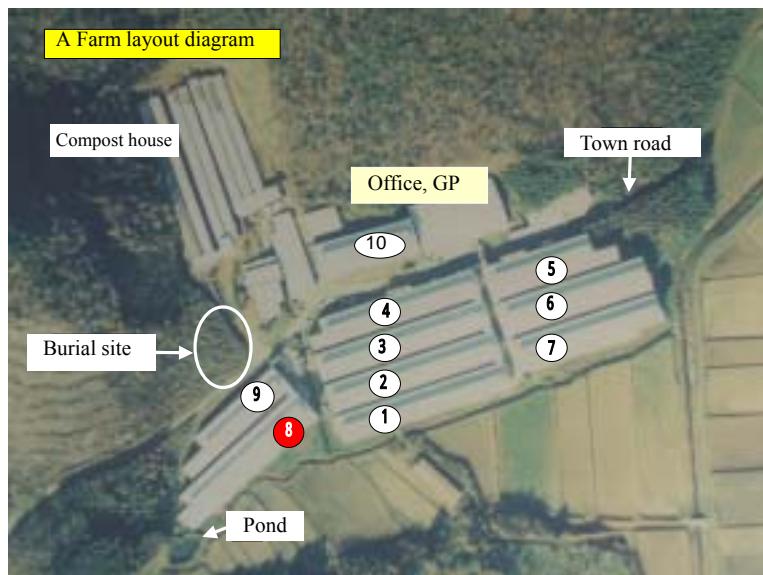 A Farm layout diagram
Compost house
Town road
Office, GP
10
5
4
6
Burial site
3
7
2
9
1
8
Pond